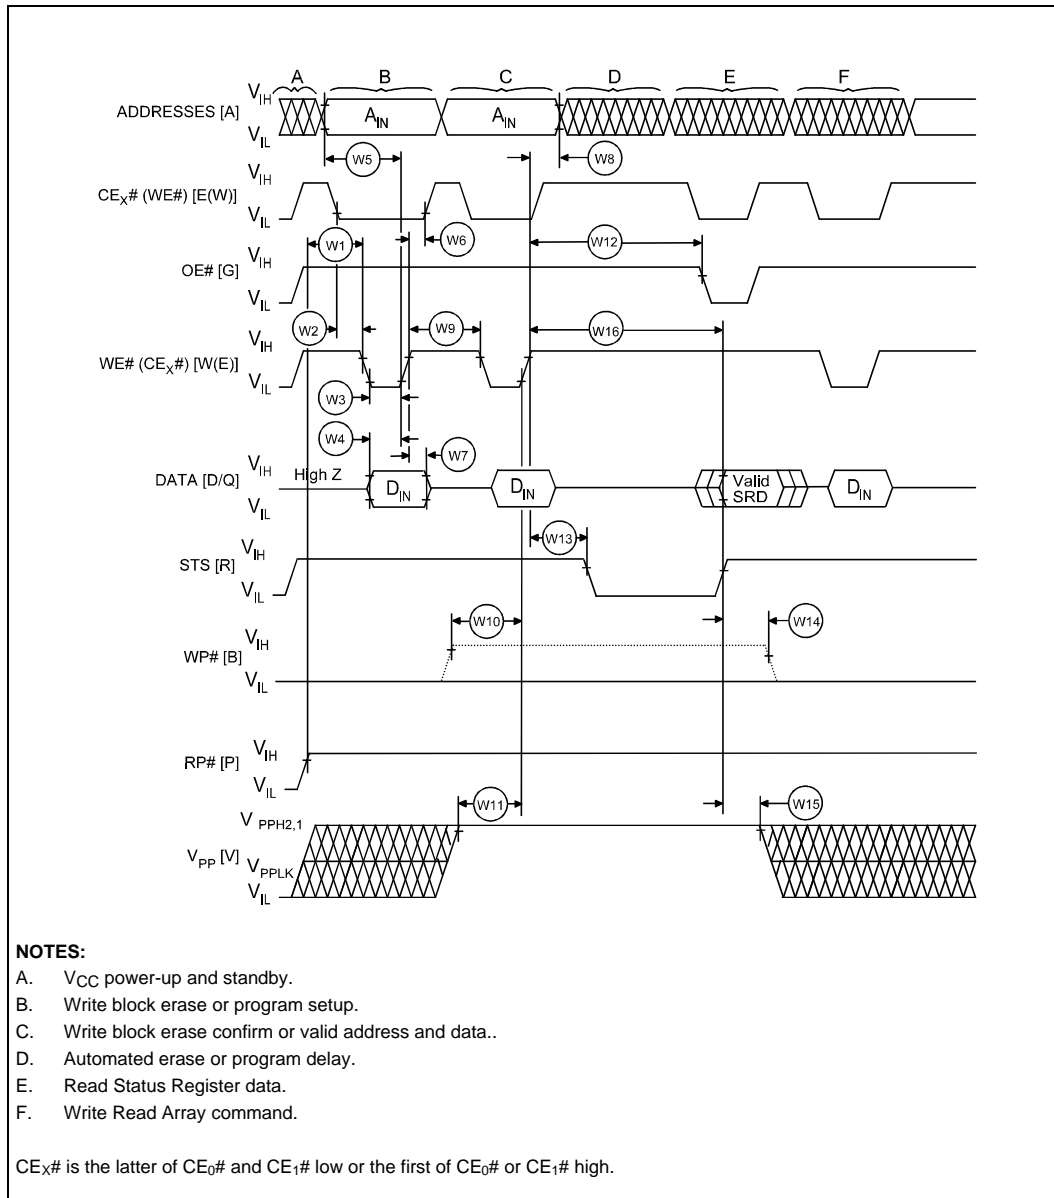 A B C D E F
ADDRESSES [A] VIH VIL AIN AIN
W5 W8
CEX# (WE#) [E(W)] VIH VIL
W1 W6 W12
OE# [G] VIH VIL
W2 W9 W16
WE# (CEX#) [W(E)] VIH VIL
W3
W4 W7
DATA [D/Q] VIH VIL High Z DIN DIN Valid SRD DIN
W13
STS [R] VIH VIL
W10 W14
WP# [B] VIH VIL
RP# [P] VIH VIL
W11 W15
V PPH2,1
VPP [V] VPPLK
VIL
NOTES:
A. VCC power-up and standby.
B. Write block erase or program setup.
C. Write block erase confirm or valid address and data..
D. Automated erase or program delay.
E. Read Status Register data.
F. Write Read Array command.
CEX# is the latter of CE0# and CE1# low or the first of CE0# or CE1# high.